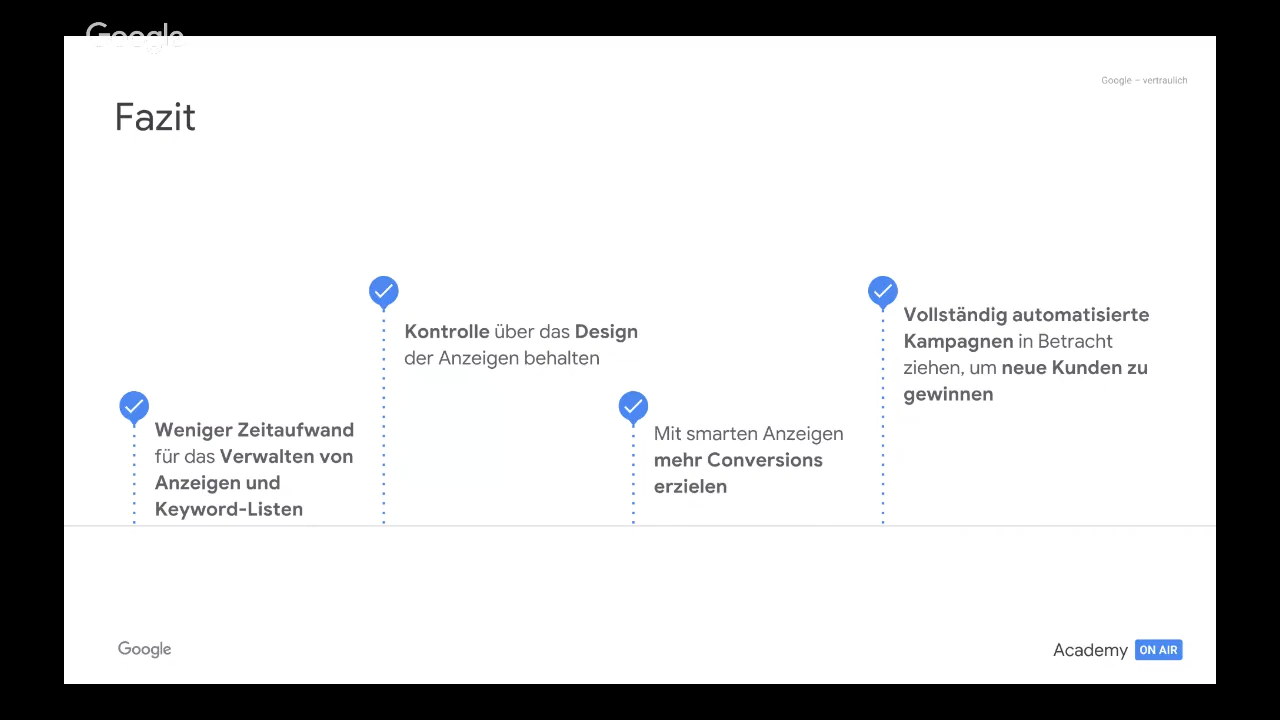 Google
Google – vertraulich
Fazit
Weniger Zeitaufwand
für das Verwalten von
Anzeigen und
Keyword-Listen
Kontrolle über das Design
der Anzeigen behalten
Mit smarten Anzeigen
mehr Conversions
erzielen
Vollständig automatisierte
Kampagnen in Betracht
ziehen, um neue Kunden zu
gewinnen
Google
Academy ON AIR